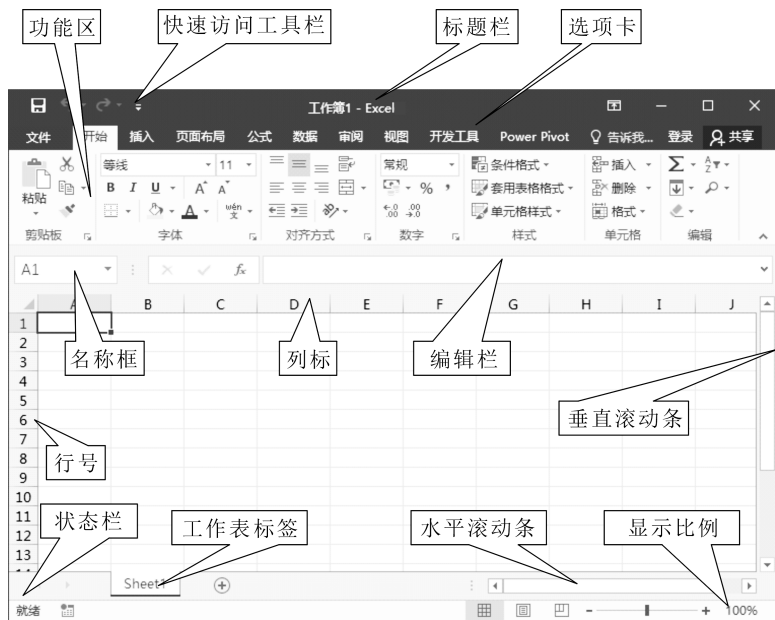 功能区 快速访问工具栏 标题栏 选项卡
工作簿1 - Excel
文件 开始 插入 页面布局 公式 数据 审阅 视图 开发工具 Power Pivot 告诉我... 登录 共享
等线 11 常规 条件格式 插入 Σ
粘贴 B I U A A % , 套用表格格式 删除
A wén 文 .00 .00 单元格样式 格式
剪贴板 字体 对齐方式 数字 样式 单元格 编辑
A1 fx
A B C D E F G H I J
1
2
名称框 列标 编辑栏
3
4
5
垂直滚动条
6
7
行号
8
9
10
状态栏 工作表标签 水平滚动条 显示比例
11
12
13
14
Sheet1
就绪 - + 100%